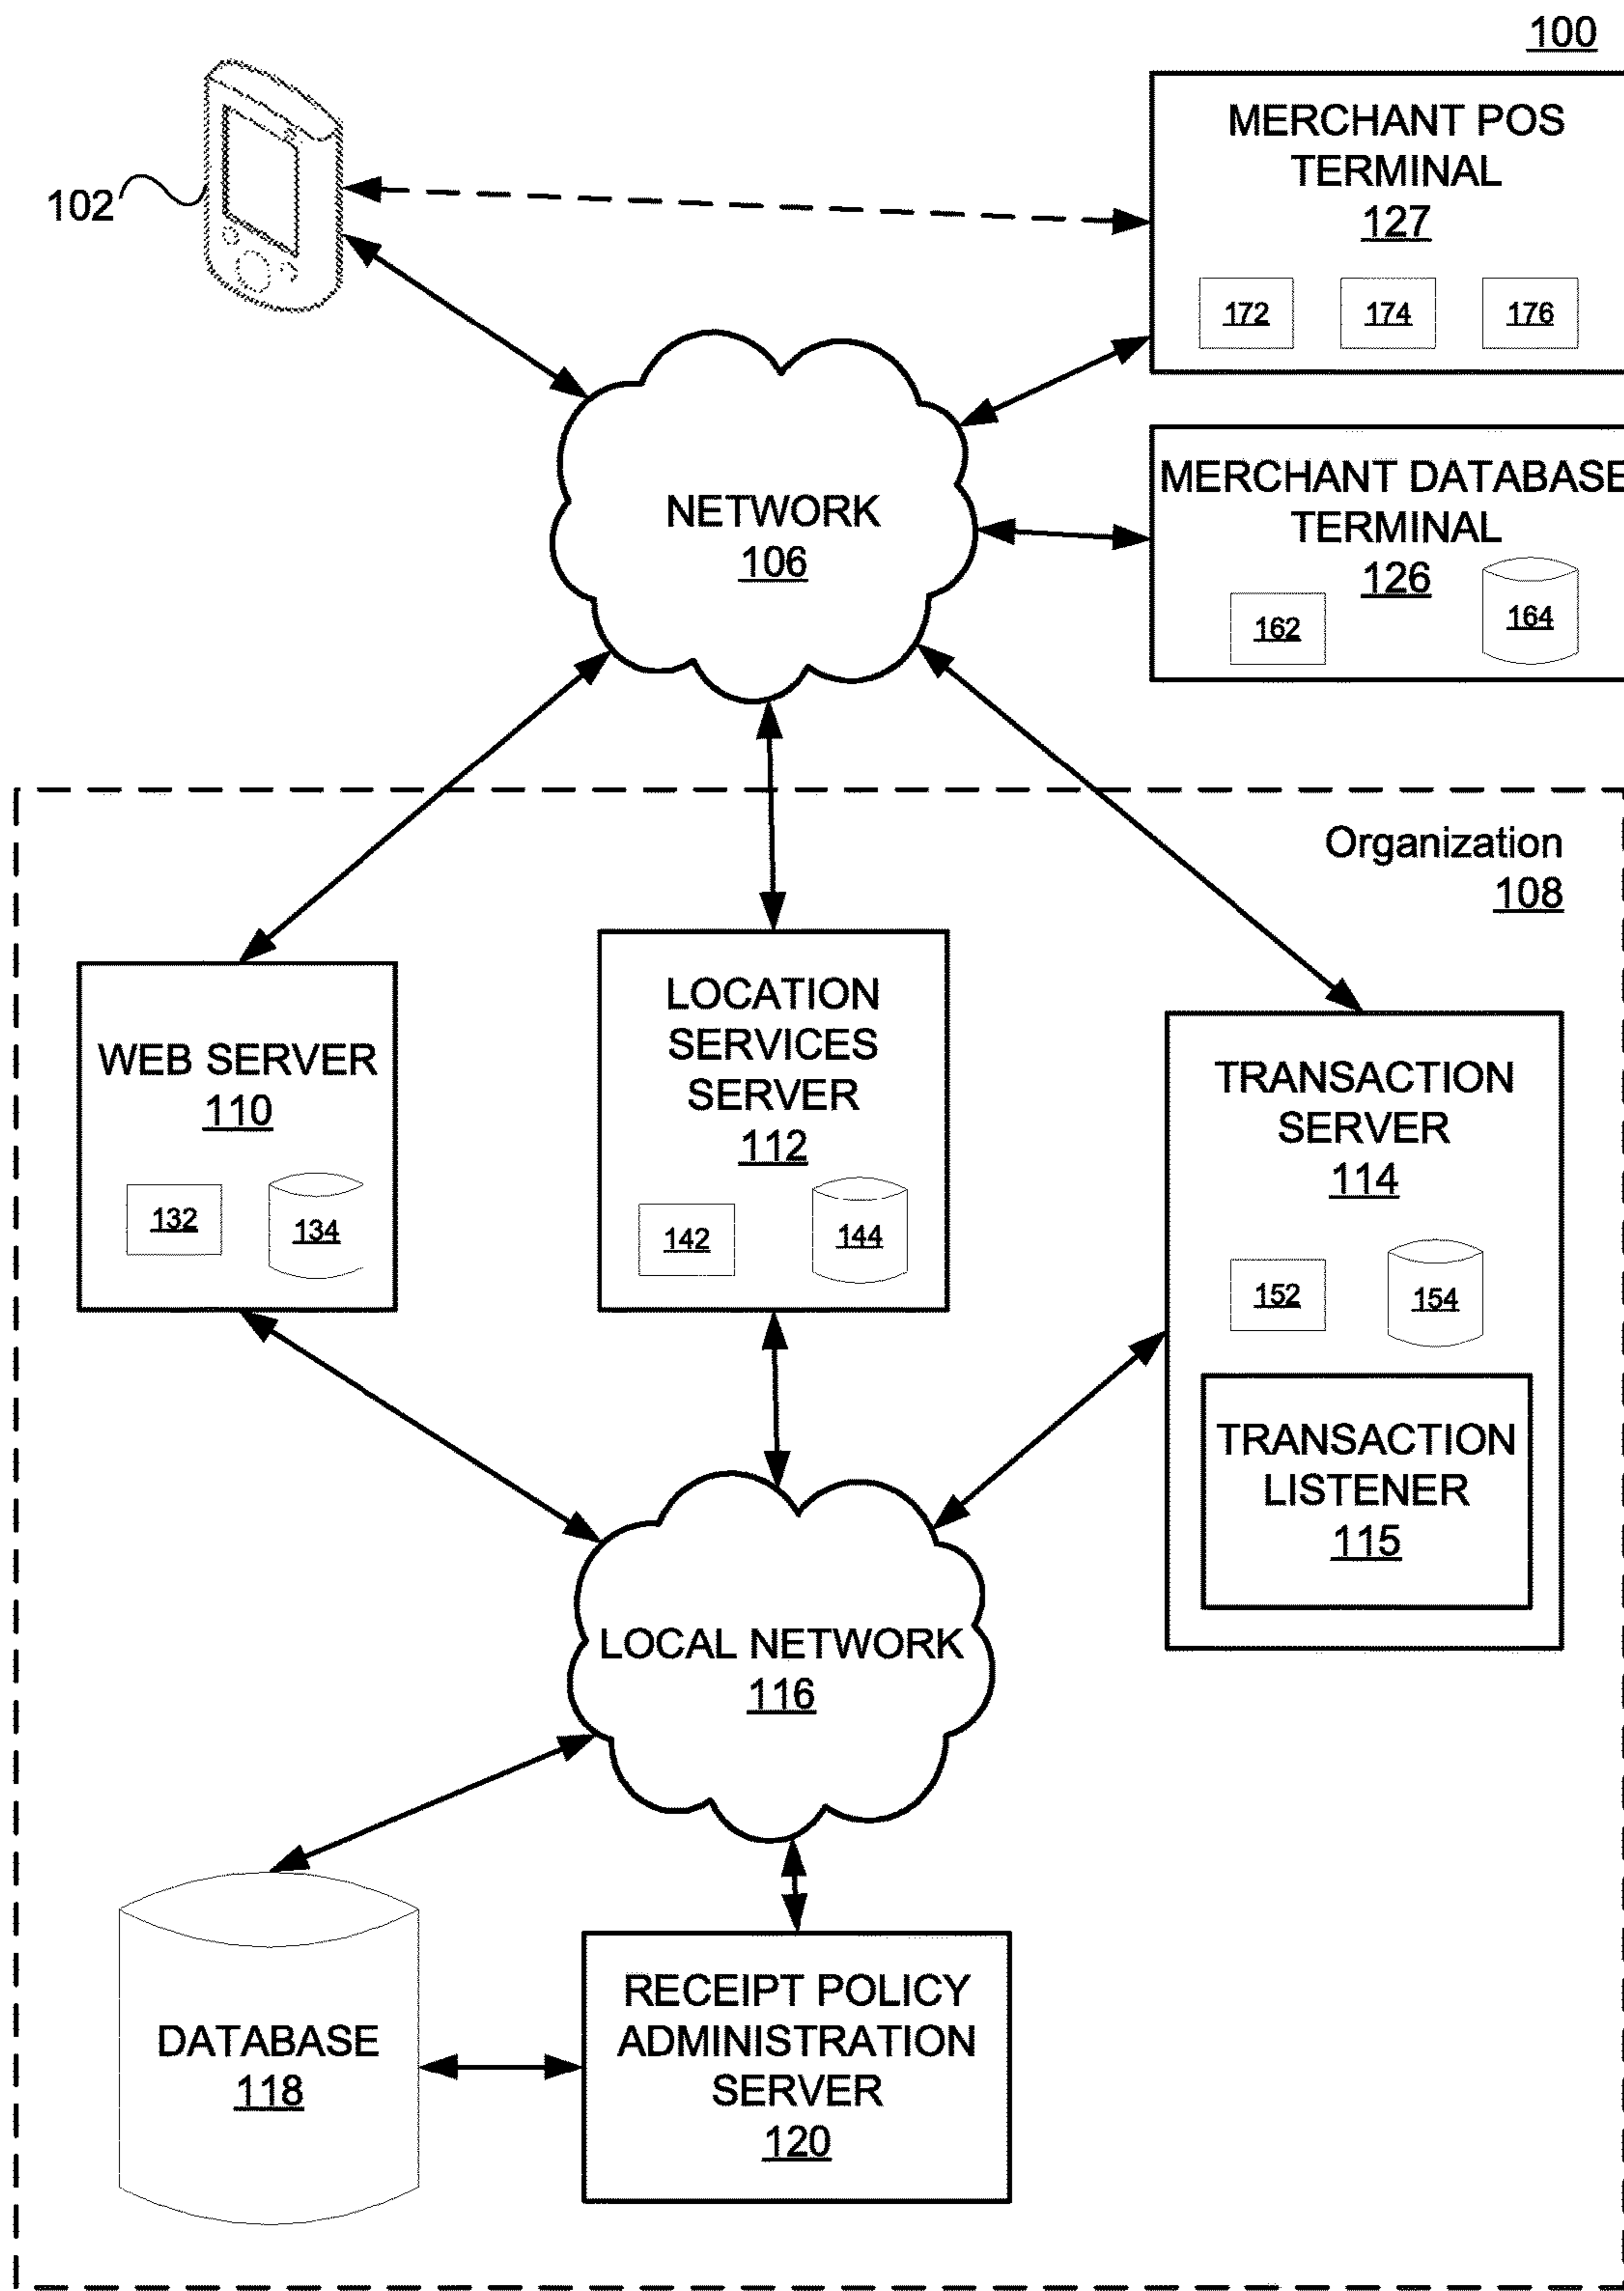 100
MERCHANT POS
TERMINAL
127
172 174 176
102
MERCHANT DATABASE
TERMINAL
126
162 164
NETWORK
106
Organization
108
WEB SERVER
110
132 134
LOCATION
SERVICES
SERVER
112
142 144
TRANSACTION
SERVER
114
152 154
TRANSACTION
LISTENER
115
LOCAL NETWORK
116
DATABASE
118
RECEIPT POLICY
ADMINISTRATION
SERVER
120